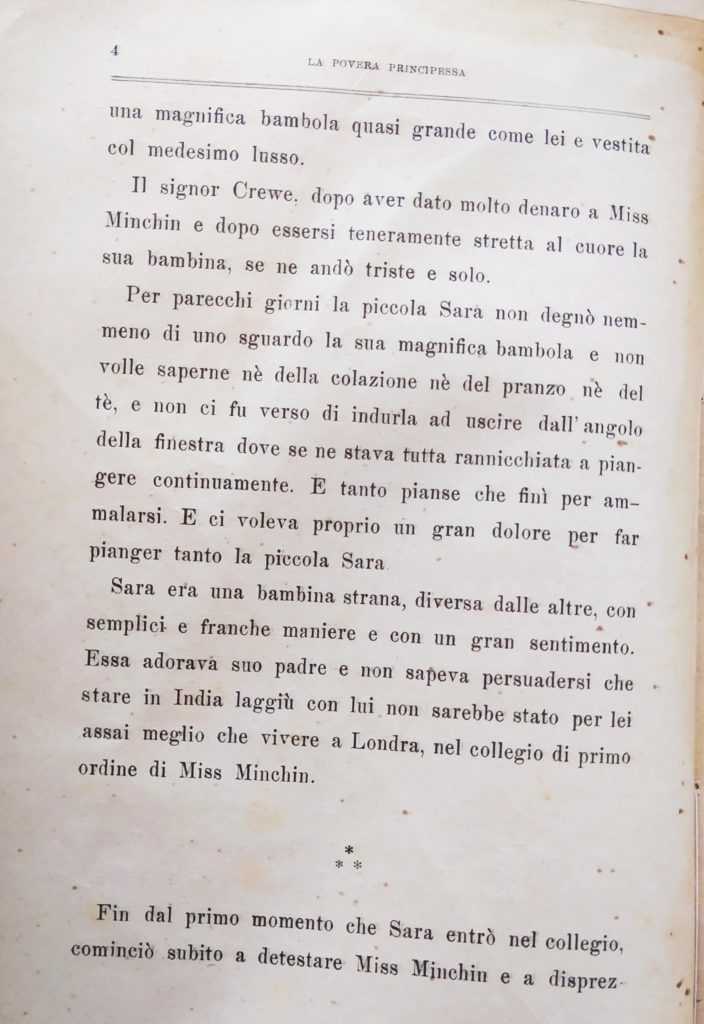 4
LA POVERA PRINCIPESSA
una magnifica bambola quasi grande come lei e vestita
col medesimo lusso.
Il signor Crewe, dopo aver dato molto denaro a Miss
Minchin e dopo essersi teneramente stretta al cuore la
sua bambina, se ne andò triste e solo.
Per parecchi giorni la piccola Sara non degnò nem-
meno di uno sguardo la sua magnifica bambola e non
volle saperne nè della colazione nè del pranzo nè del
tè, e non ci fu verso di indurla ad uscire dall'angolo
della finestra dove se ne stava tutta rannicchiata a pian-
gere continuamente. E tanto pianse che finì per am-
malarsi. E ci voleva proprio un gran dolore per far
pianger tanto la piccola Sara
Sara era una bambina strana, diversa dalle altre, con
semplici e franche maniere e con un gran sentimento.
Essa adorava suo padre e non sapeva persuadersi che
stare in India laggiù con lui non sarebbe stato per lei
assai meglio che vivere a Londra, nel collegio di primo
ordine di Miss Minchin.
*
* *
Fin dal primo momento che Sara entrò nel collegio,
cominciò subito a detestare Miss Minchin e a disprez-